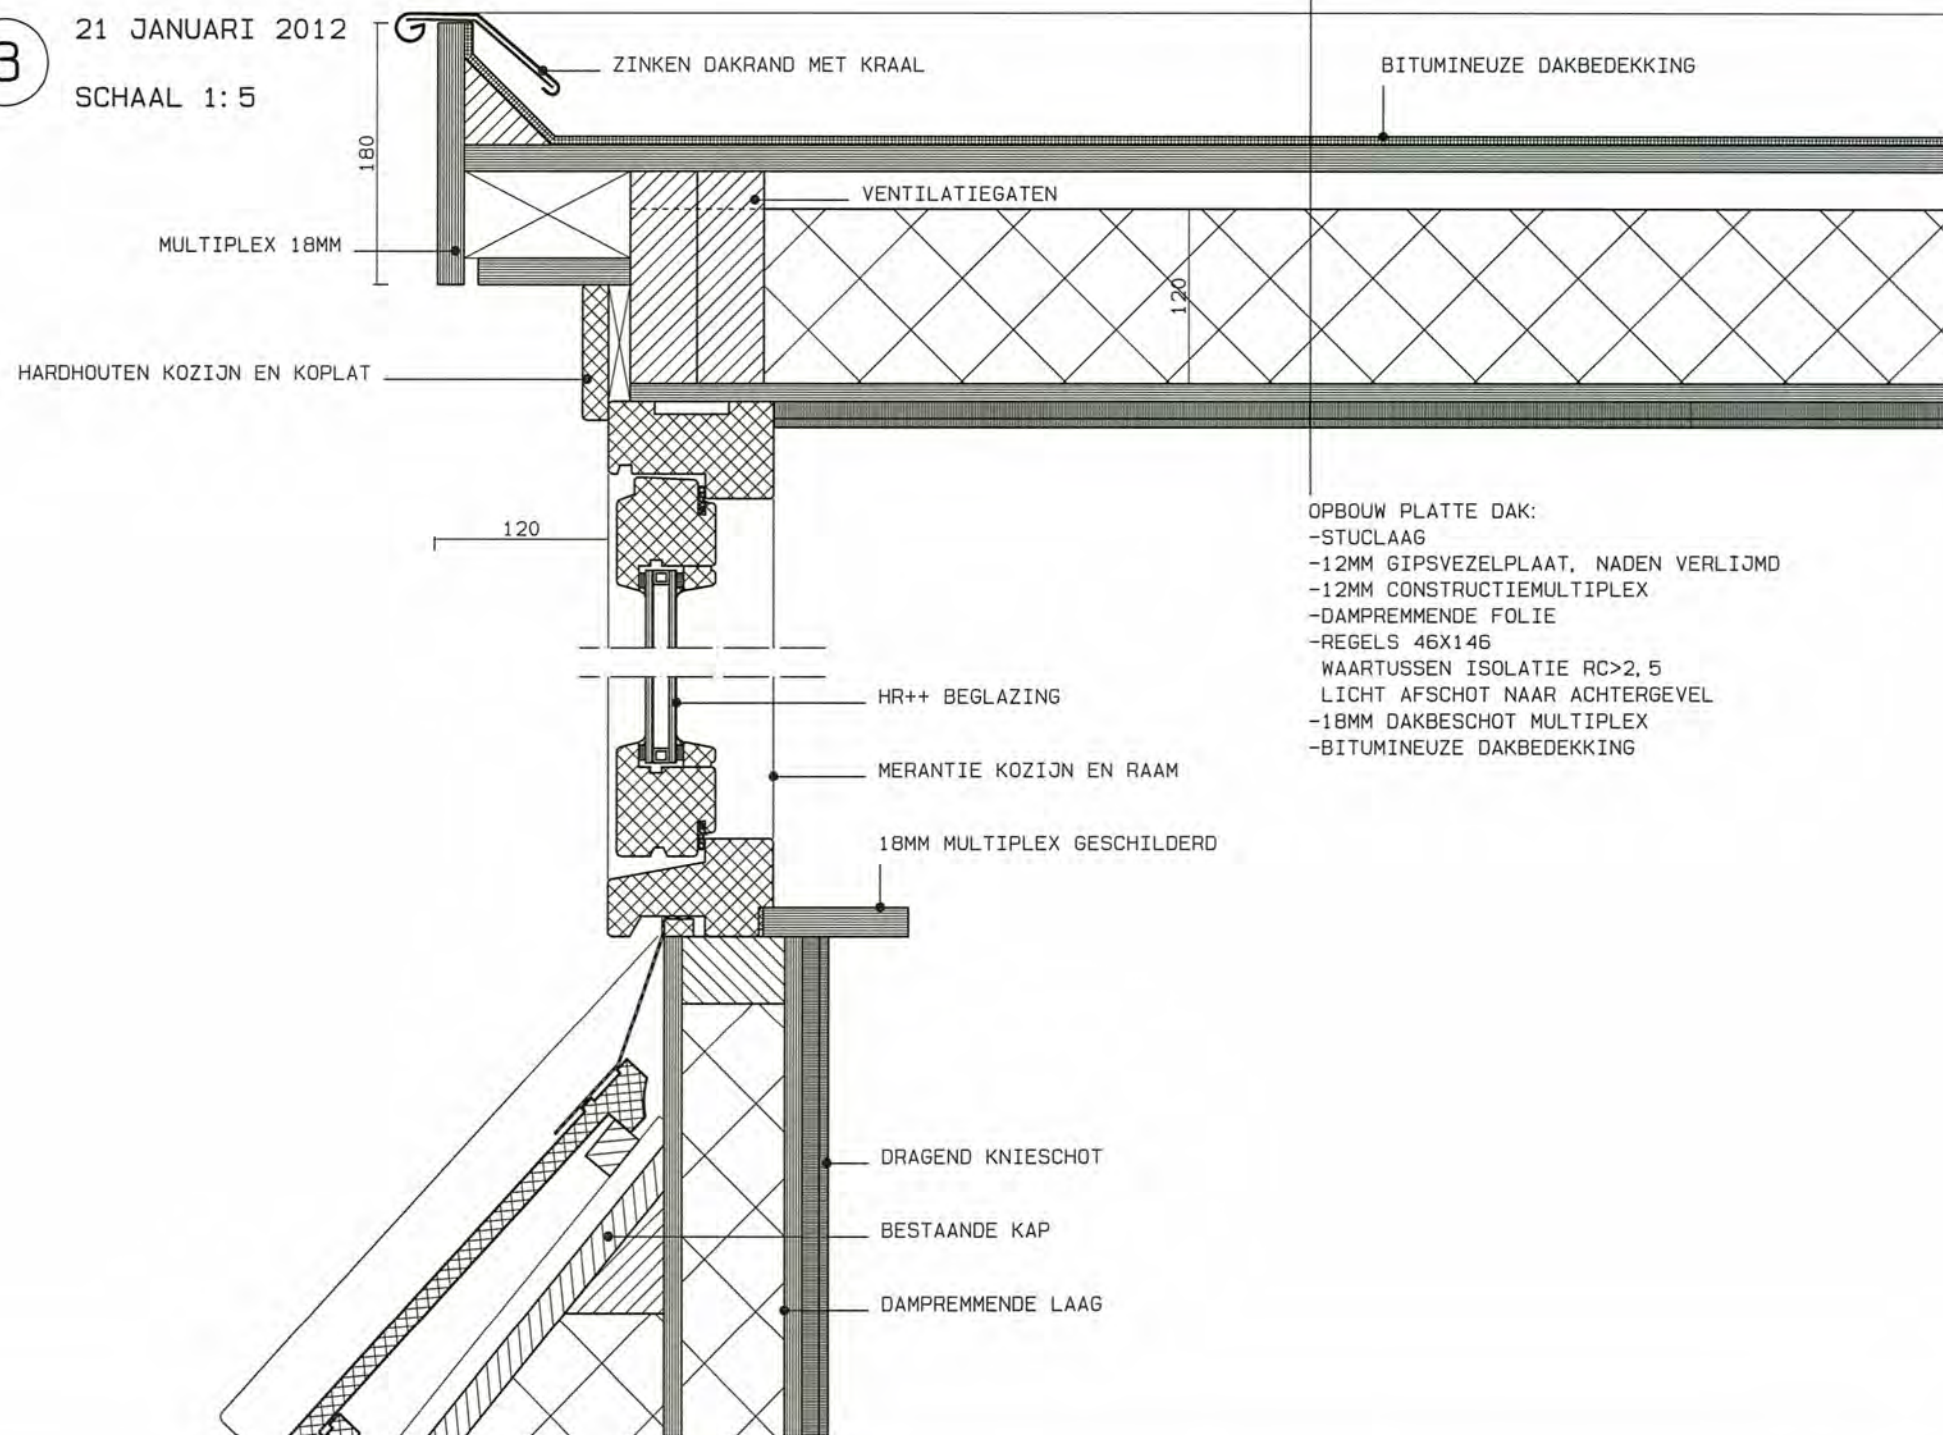 3
21 JANUARI 2012
SCHAAL 1:5
ZINKEN DAKRAND MET KRAAL
BITUMINEUZE DAKBEDEKKING
180
VENTILATIEGATEN
MULTIPLEX 18MM
120
HARDHOUTEN KOZIJN EN KOPLAT
120
OPBOUW PLATTE DAK:
-STUCLAAG
-12MM GIPSVEZELPLAAT, NADEN VERLIJMD
-12MM CONSTRUCTIEMULTIPLEX
-DAMPREMMENDE FOLIE
-REGELS 46X146
WAARTUSSEN ISOLATIE RC>2,5
LICHT AFSCHOT NAAR ACHTERGEVEL
-18MM DAKBESCHOT MULTIPLEX
-BITUMINEUZE DAKBEDEKKING
HR++ BEGLAZING
MERANTIE KOZIJN EN RAAM
18MM MULTIPLEX GESCHILDERD
DRAGEND KNIESCHOT
BESTAANDE KAP
DAMPREMMENDE LAAG